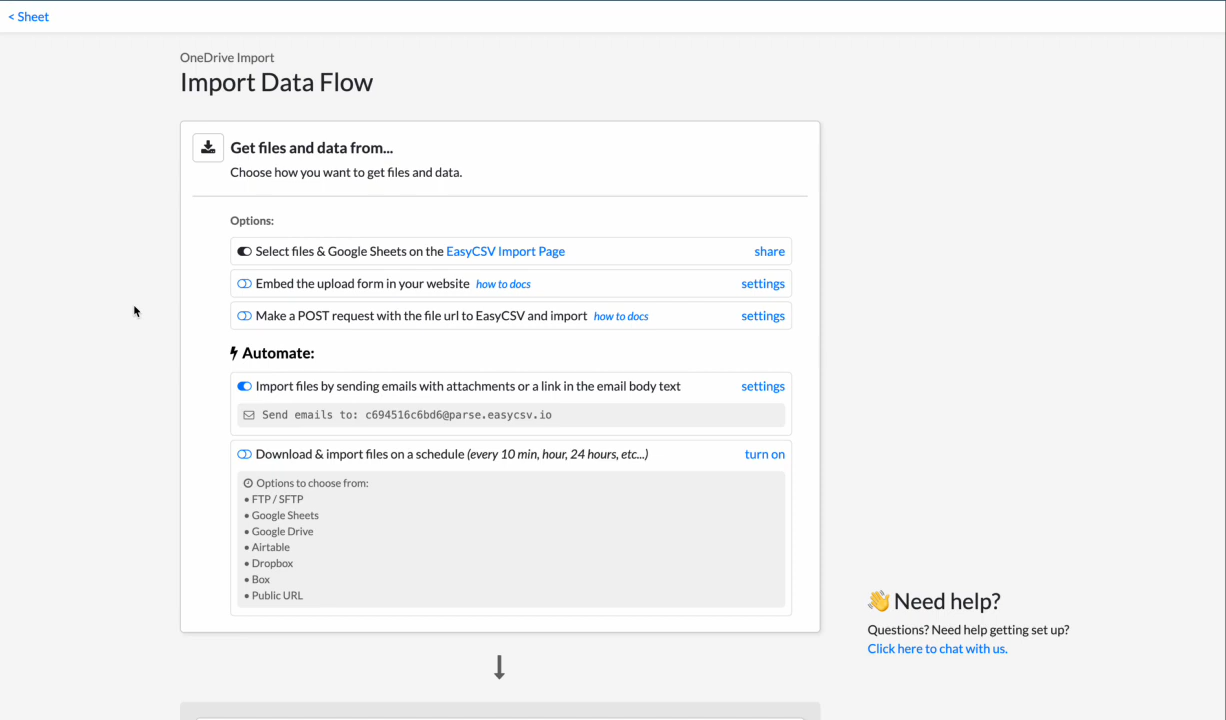 < Sheet
OneDrive Import
Import Data Flow
Get files and data from...
Choose how you want to get files and data.
Options:
Select files & Google Sheets on the EasyCSV Import Page share
Embed the upload form in your website how to docs settings
Make a POST request with the file url to EasyCSV and import how to docs settings
Automate:
Import files by sending emails with attachments or a link in the email body text settings
Send emails to: c694516c6bd6@parse.easycsv.io
Download & import files on a schedule (every 10 min, hour, 24 hours, etc...) turn on
Options to choose from:
• FTP / SFTP
• Google Sheets
• Google Drive
• Airtable
• Dropbox
• Box
• Public URL
👋 Need help?
Questions? Need help getting set up?
Click here to chat with us.